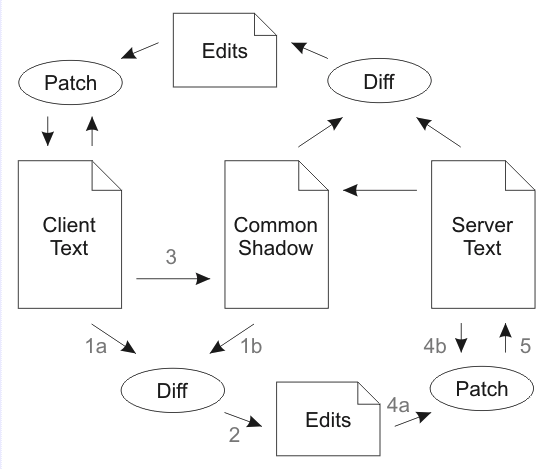 Edits
Patch
Diff
Client
Text
Common
Shadow
Server
Text
3
1a
1b
4b
5
Diff
Patch
2
Edits
4a